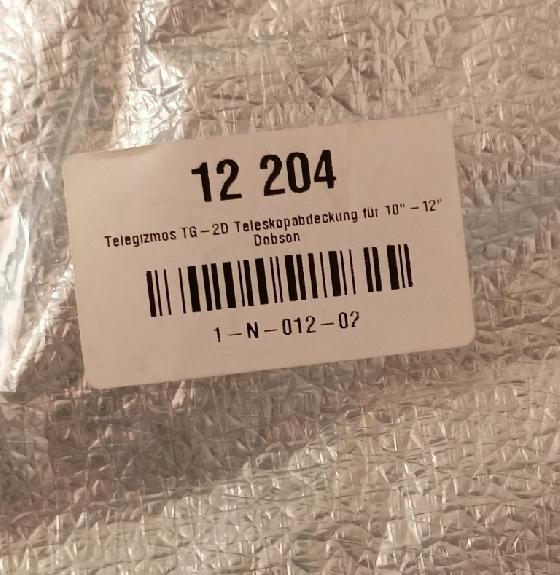 12 204
Telegizmos TG-2D Teleskopabdeckung für 10" - 12"
Dobson
1-N-012-02